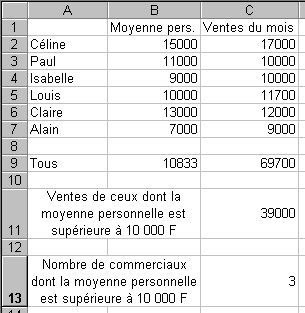 A B C
1 Moyenne pers. Ventes du mois
2 Céline 15000 17000
3 Paul 11000 10000
4 Isabelle 9000 10000
5 Louis 10000 11700
6 Claire 13000 12000
7 Alain 7000 9000
8
9 Tous 10833 69700
10
Ventes de ceux dont la
moyenne personnelle est
supérieure à 10 000 F
11 39000
12
Nombre de commerciaux
dont la moyenne personnelle
est supérieure à 10 000 F
13 3